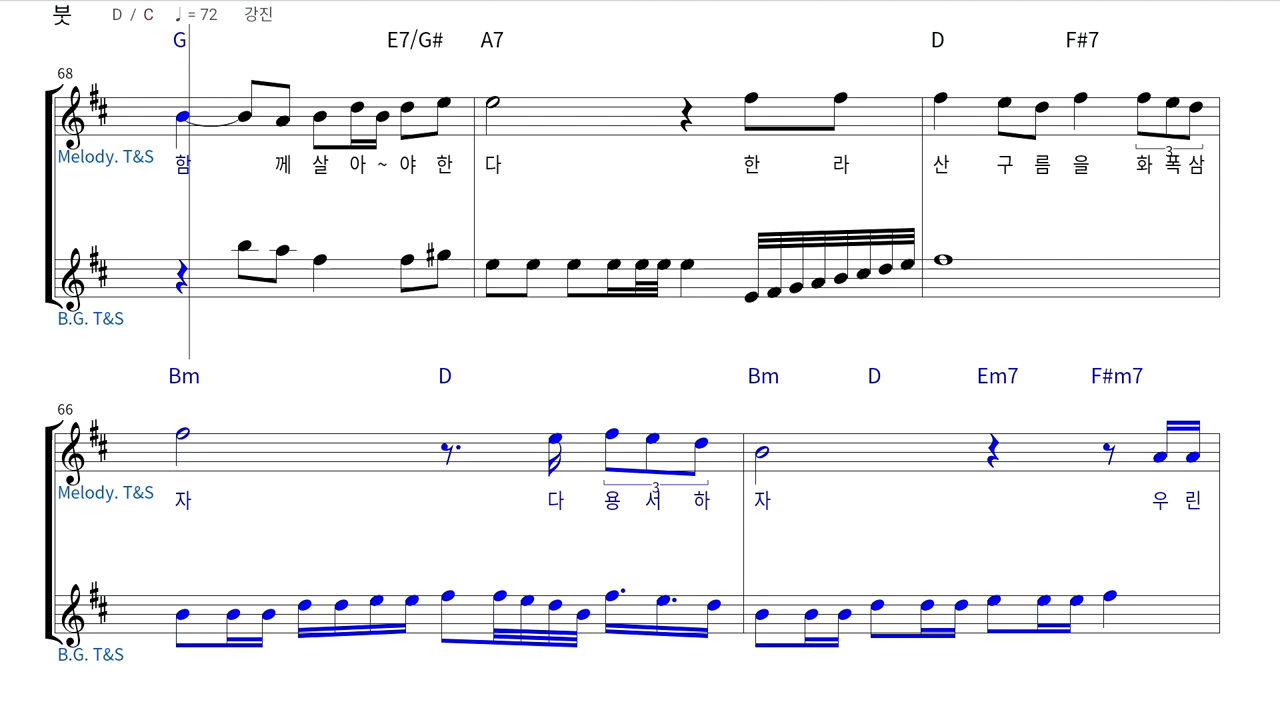 붓 D / C ♩ = 72 강진
G E7/G# A7 D F#7
68
Melody. T&S 함 께 살 아 ~ 야 한 다 한 라 산 구 름 을 화 폭 삼
3
B.G. T&S
Bm D Bm D Em7 F#m7
66
Melody. T&S 자 다 용 서 하 자 우 린
3
B.G. T&S